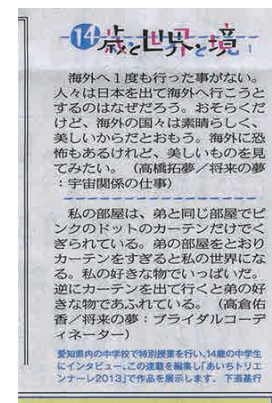 ⑭歳と世界と境
海外へ1度も行った事がない。
人々は日本を出て海外へ行こうと
するのはなぜだろう。おそらくだ
けど、海外の国々は素晴らしく、
美しいからだとおもう。海外に恐
怖もあるけれど、美しいものを見
てみたい。（高橋拓夢／将来の夢
：宇宙関係の仕事）
私の部屋は、弟と同じ部屋でピ
ンクのドットのカーテンだけでく
ぎられている。弟の部屋をとおり
カーテンをすぎると私の世界にな
る。私の好きな物でいっぱいだ。
逆にカーテンを出て行くと弟の好
きな物であふれている。（高倉佑
香／将来の夢：ブライダルコーデ
ィネーター）
愛知県内の中学校で特別授業を行い、14歳の中学生
にインタビュー。この連載を編集し「あいちトリエ
ンナーレ2013」で作品を展示します。 下道基行